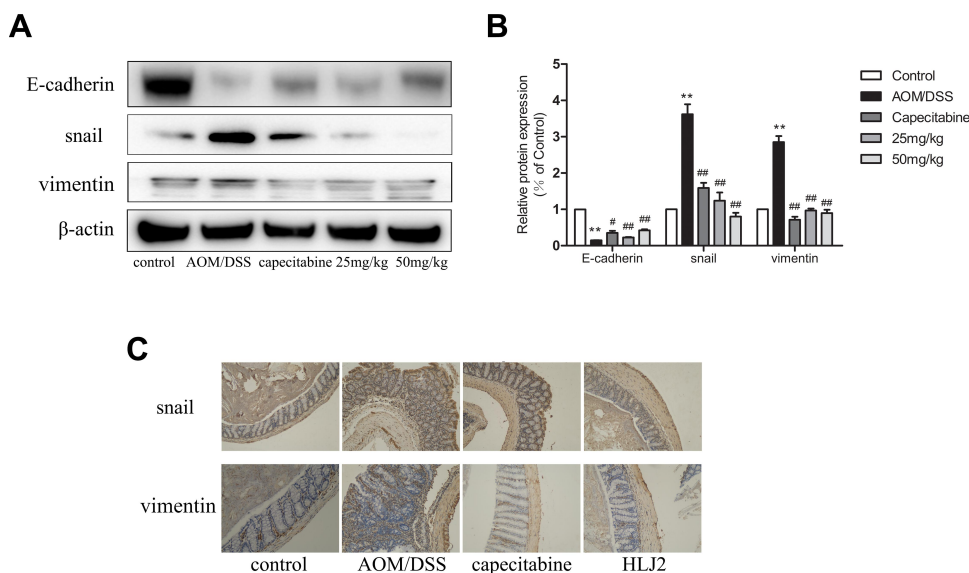 A
E-cadherin
snail
vimentin
β-actin
control AOM/DSS capecitabine 25mg/kg 50mg/kg
B
Relative protein expression
(% of Control)
5
4
3
2
1
0
**
#
##
##
**
##
##
##
**
##
##
##
E-cadherin snail vimentin
Control
AOM/DSS
Capecitabine
25mg/kg
50mg/kg
C
snail
vimentin
control AOM/DSS capecitabine HLJ2